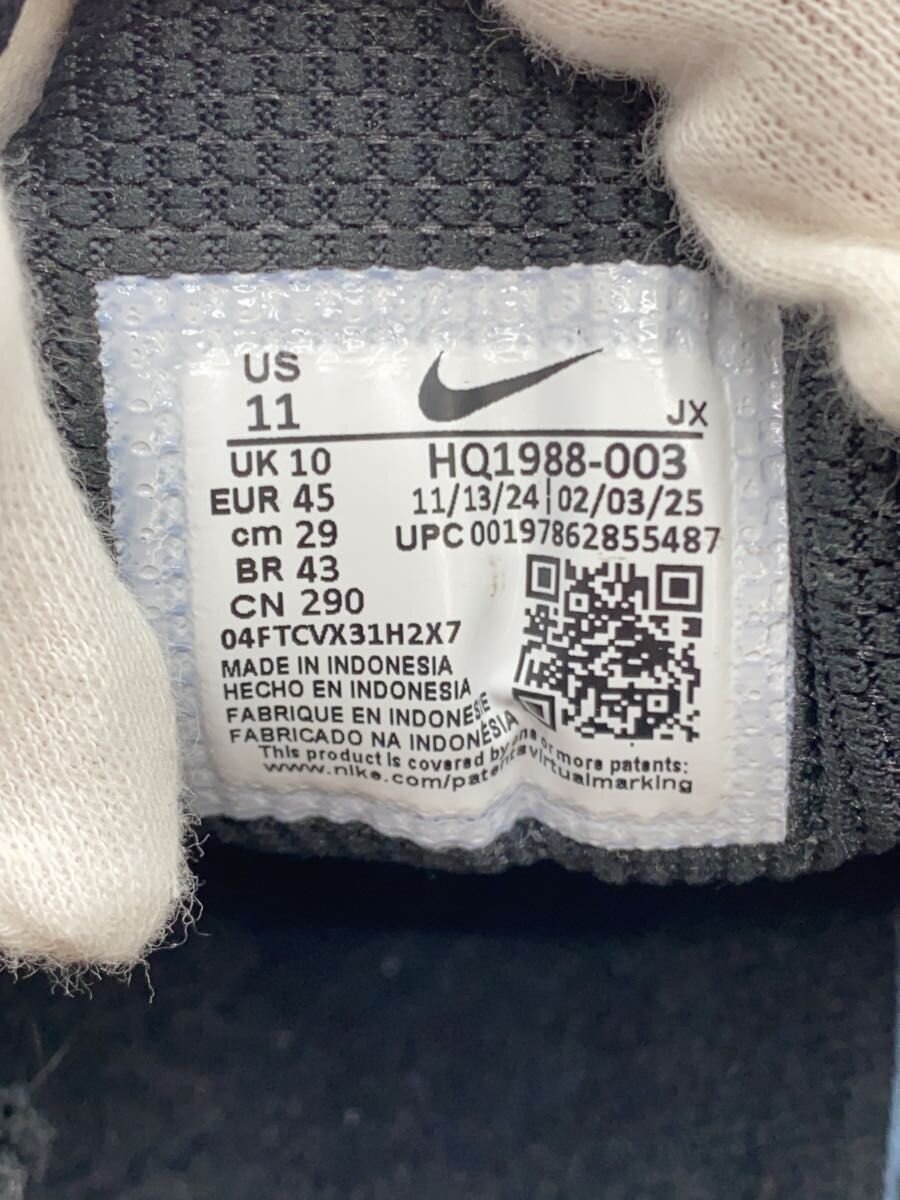 US
11
JX
UK 10
HQ1988-003
EUR 45
11/13/24 | 02/03/25
cm 29
UPC 00197862855487
BR 43
CN 290
04FTCVX31H2X7
MADE IN INDONESIA
HECHO EN INDONESIA
FABRIQUE EN INDONESIE
FABRICADO NA INDONÉSIA
This product is covered by one or more patents:
www.nike.com/patents virtualmarking